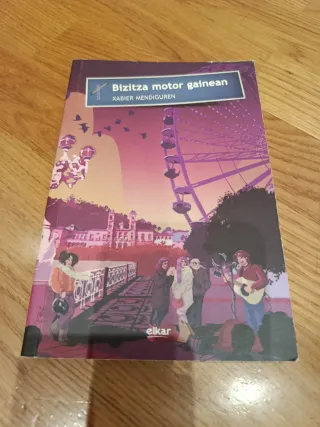 Bizitza motor gainean
XABIER MENDIGUREN
elkar